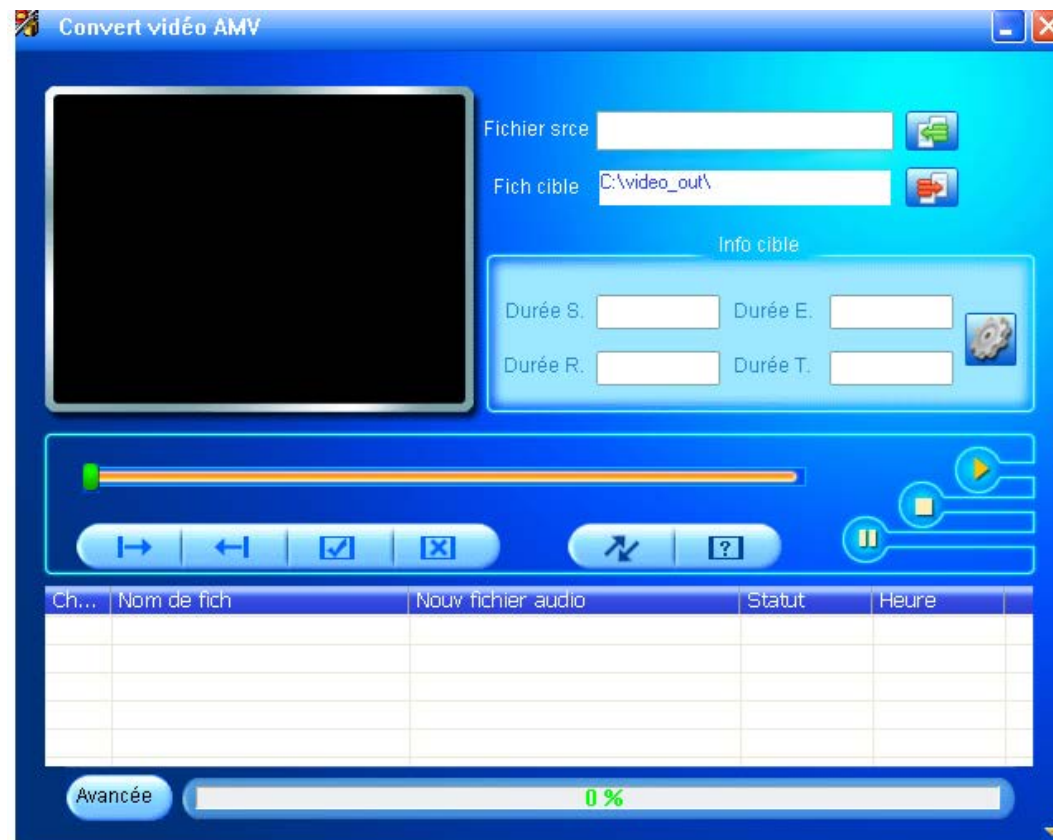 Convert vidéo AMV
Fichier srce
Fich cible C:\video_out\
Info cible
Durée S. Durée E.
Durée R. Durée T.
?
Ch... Nom de fich Nouv fichier audio Statut Heure
Avancée 0 %